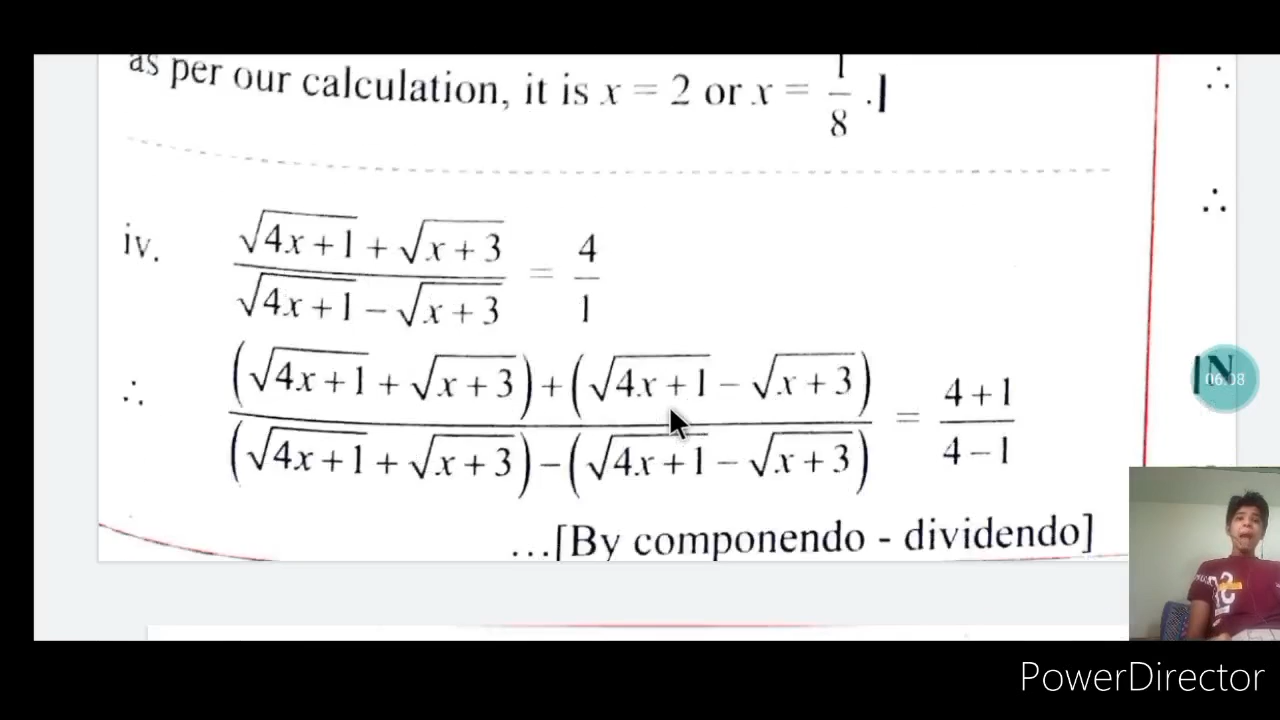 as per our calculation, it is x = 2 or x = 1/8 .]
∴
∴
iv. (√(4x + 1) + √(x + 3))/(√(4x + 1) − √(x + 3)) = 4/1
∴ ((√(4x + 1) + √(x + 3)) + (√(4x + 1) − √(x + 3)))/((√(4x + 1) + √(x + 3)) − (√(4x + 1) − √(x + 3))) = (4 + 1)/(4 − 1)
[N
06:08
...[By componendo - dividendo]
PowerDirector